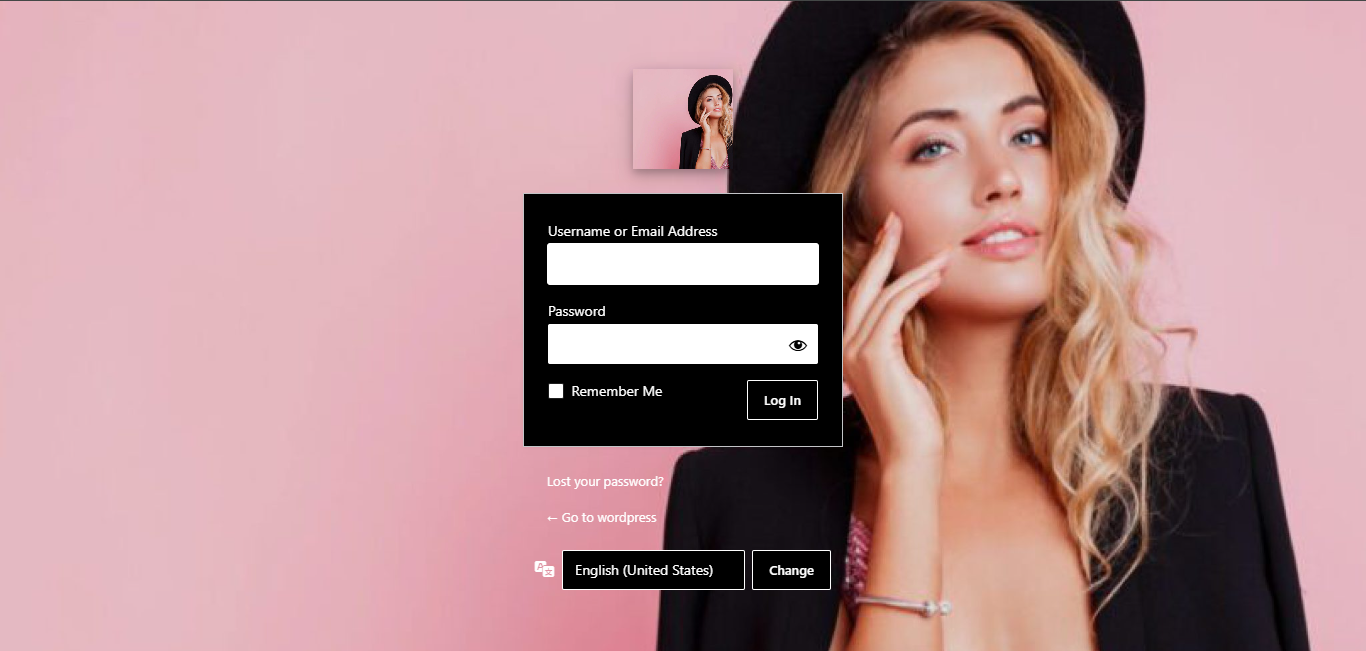 Username or Email Address
Password
Remember Me
Log In
Lost your password?
← Go to wordpress
English (United States)
Change